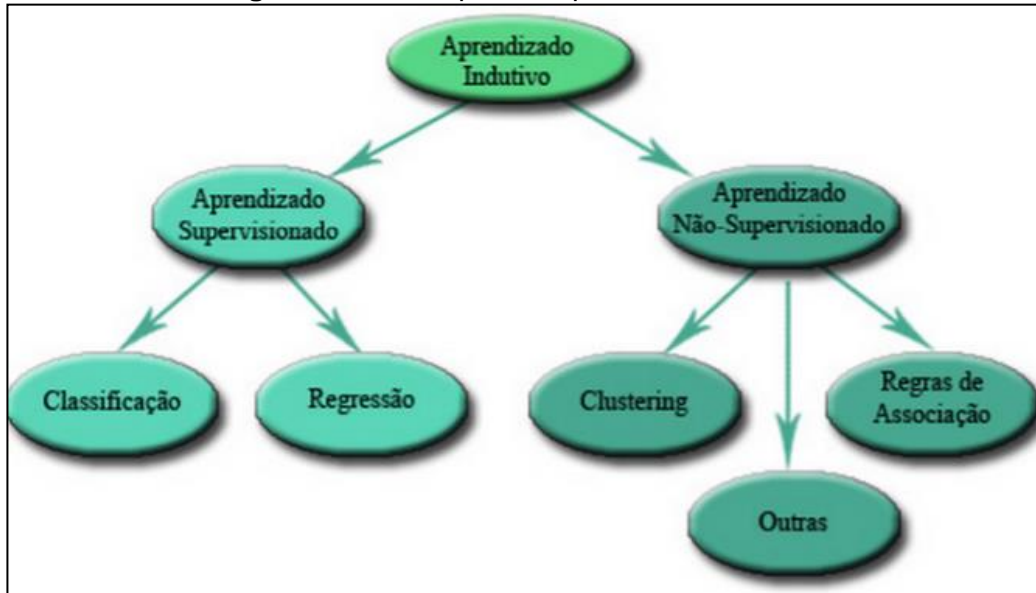 Aprendizado
Indutivo
Aprendizado
Supervisionado
Aprendizado
Não-Supervisionado
Classificação
Regressão
Clustering
Regras de
Associação
Outras